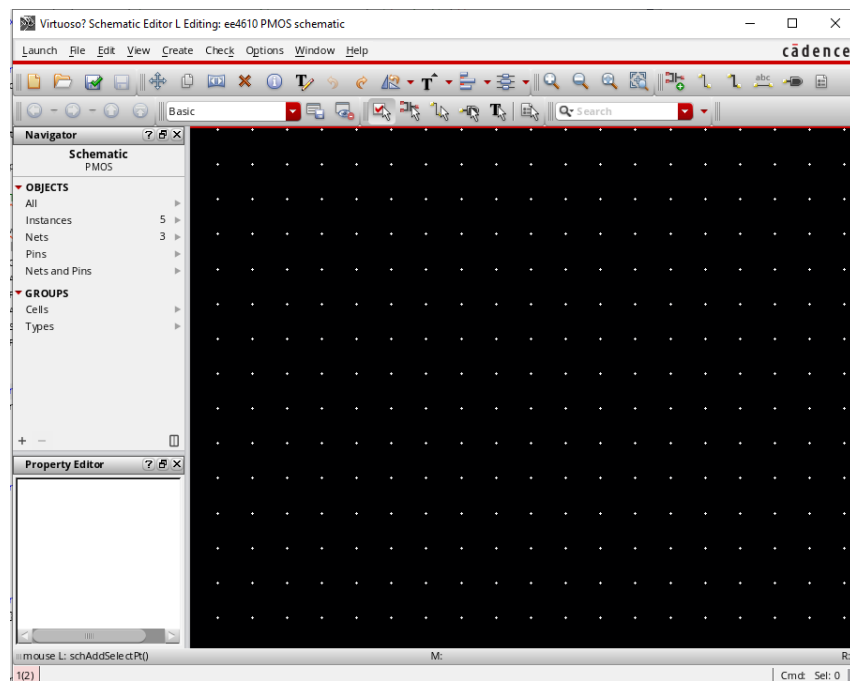 Virtuoso? Schematic Editor L Editing: ee4610 PMOS schematic
Launch File Edit View Create Check Options Window Help
cādence
T T abc
Basic T Search
Navigator ?
Schematic
PMOS
OBJECTS
All
Instances 5
Nets 3
Pins
Nets and Pins
GROUPS
Cells
Types
+ −
Property Editor ?
mouse L: schAddSelectPt() M: R:
1(2) Cmd: Sel: 0